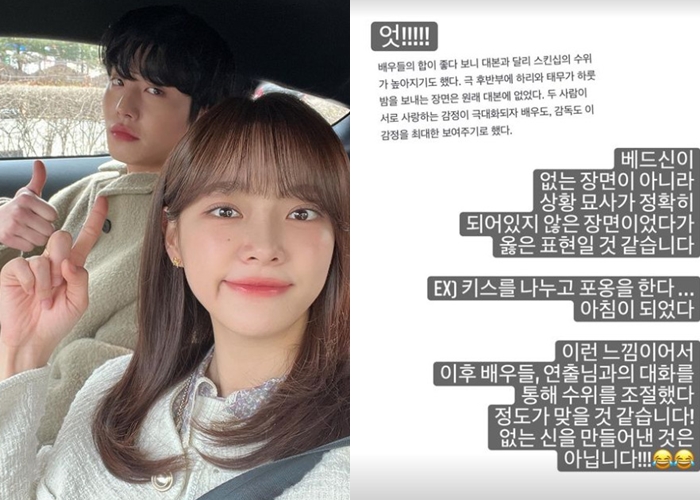 엇!!!!!
배우들의 합이 좋다 보니 대본과 달리 스킨십의 수위
가 높아지기도 했다. 극 후반부에 하리와 태무가 하룻
밤을 보내는 장면은 원래 대본에 없었다. 두 사람이
서로 사랑하는 감정이 극대화되자 배우도, 감독도 이
감정을 최대한 보여주기로 했다.
베드신이
없는 장면이 아니라
상황 묘사가 정확히
되어있지 않은 장면이었다가
옳은 표현일 것 같습니다
EX) 키스를 나누고 포옹을 한다 ...
아침이 되었다
이런 느낌이어서
이후 배우들, 연출님과의 대화를
통해 수위를 조절했다
정도가 맞을 것 같습니다!
없는 신을 만들어낸 것은
아닙니다!!!😂😂